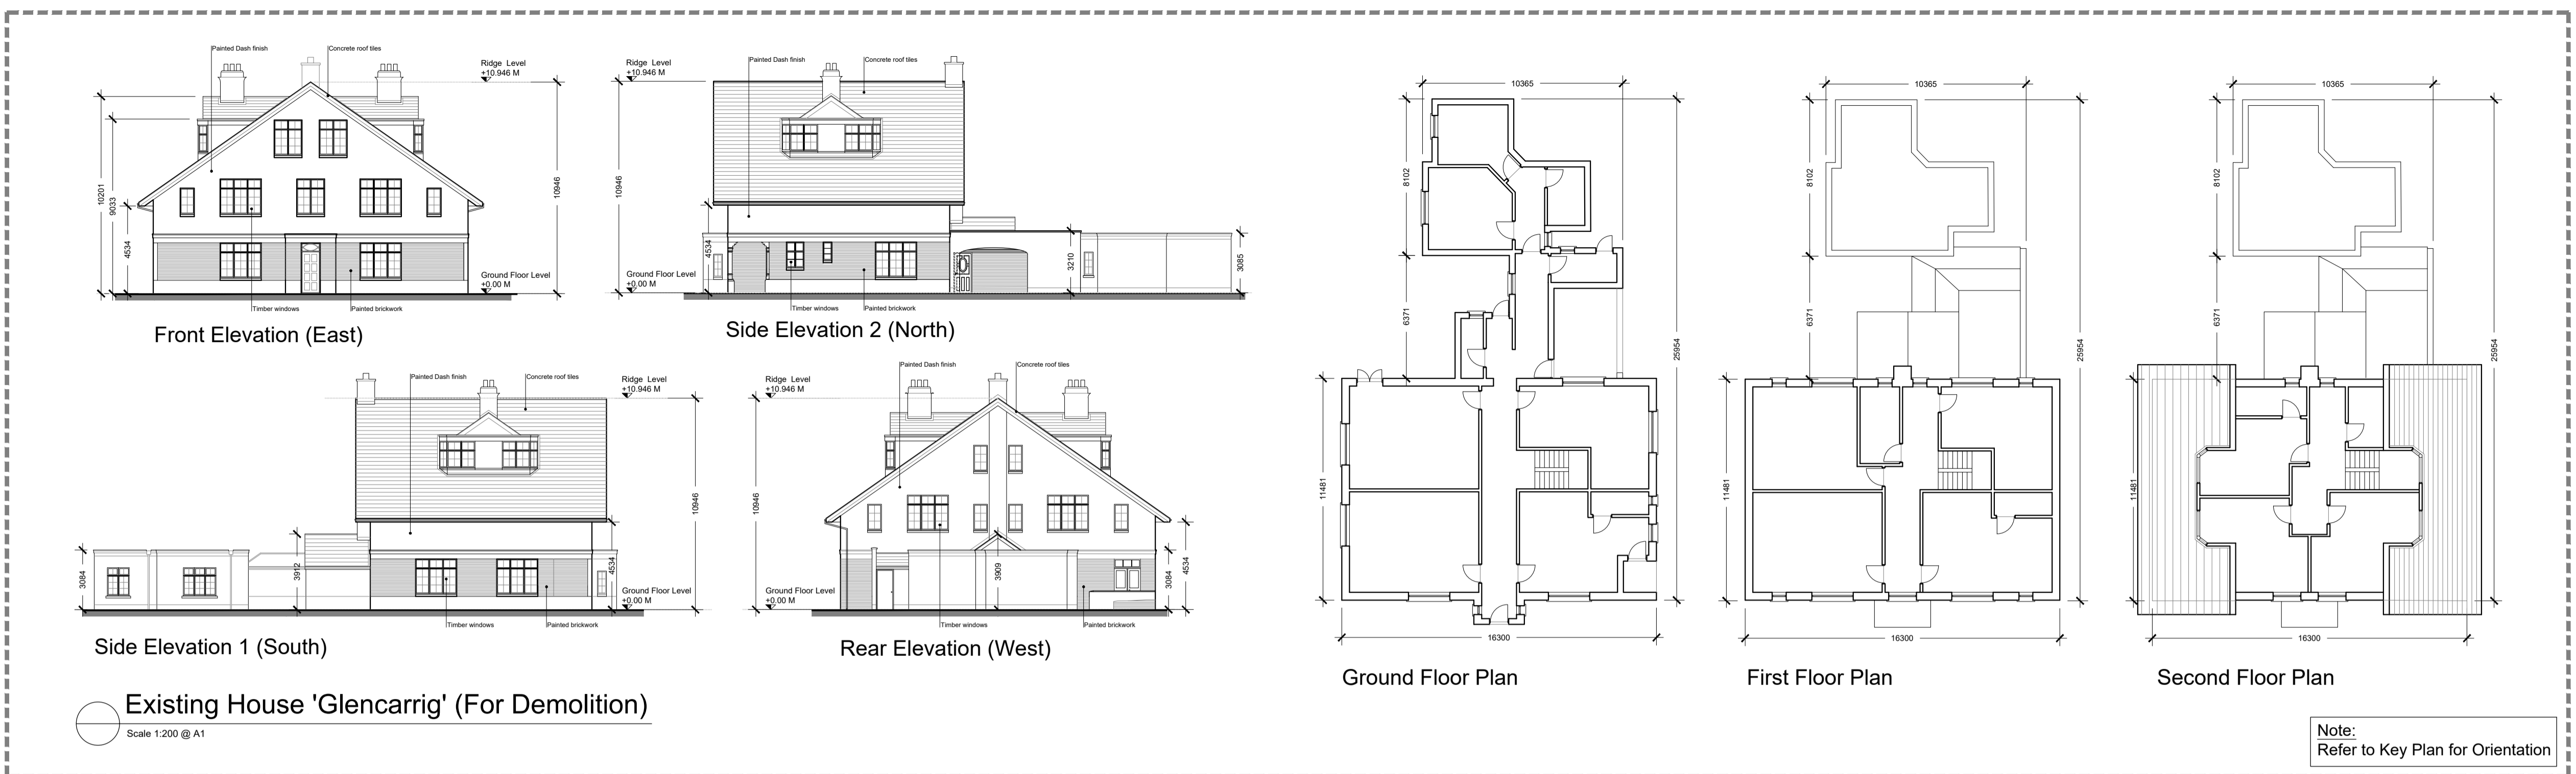 Painted Dash finish
Concrete roof tiles
Ridge Level
+10.946 M
10201
9033
4534
10946
Ground Floor Level
+0.00 M
Timber windows
Painted brickwork
Front Elevation (East)
Ridge Level
+10.946 M
Painted Dash finish
Concrete roof tiles
10946
4534
Ground Floor Level
+0.00 M
3210
3085
Timber windows
Painted brickwork
Side Elevation 2 (North)
Painted Dash finish
Concrete roof tiles
Ridge Level
+10.946 M
10946
3084
3912
4534
Ground Floor Level
+0.00 M
Timber windows
Painted brickwork
Side Elevation 1 (South)
Ridge Level
+10.946 M
Painted Dash finish
Concrete roof tiles
10946
Ground Floor Level
+0.00 M
3909
3084
4534
Timber windows
Painted brickwork
Rear Elevation (West)
10365
8102
6371
25954
11481
16300
Ground Floor Plan
10365
8102
6371
25954
11481
16300
First Floor Plan
10365
8102
6371
25954
11481
16300
Second Floor Plan
Existing House 'Glencarrig' (For Demolition)
Scale 1:200 @ A1
Note:
Refer to Key Plan for Orientation